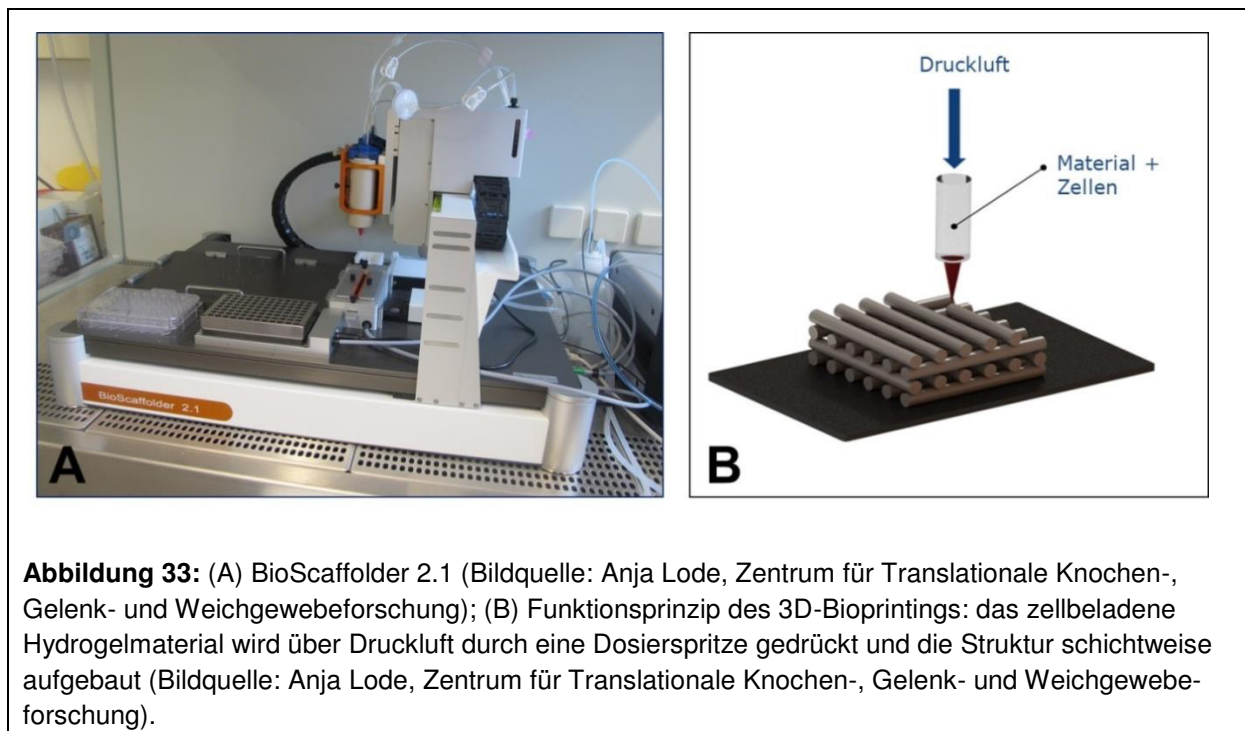 BioScaffolder 2.1
A
Druckluft
Material +
Zellen
B
Abbildung 33: (A) BioScaffolder 2.1 (Bildquelle: Anja Lode, Zentrum für Translationale Knochen-,
Gelenk- und Weichgewebeforschung); (B) Funktionsprinzip des 3D-Bioprintings: das zellbeladene
Hydrogelmaterial wird über Druckluft durch eine Dosierspritze gedrückt und die Struktur schichtweise
aufgebaut (Bildquelle: Anja Lode, Zentrum für Translationale Knochen-, Gelenk- und Weichgewebe-
forschung).